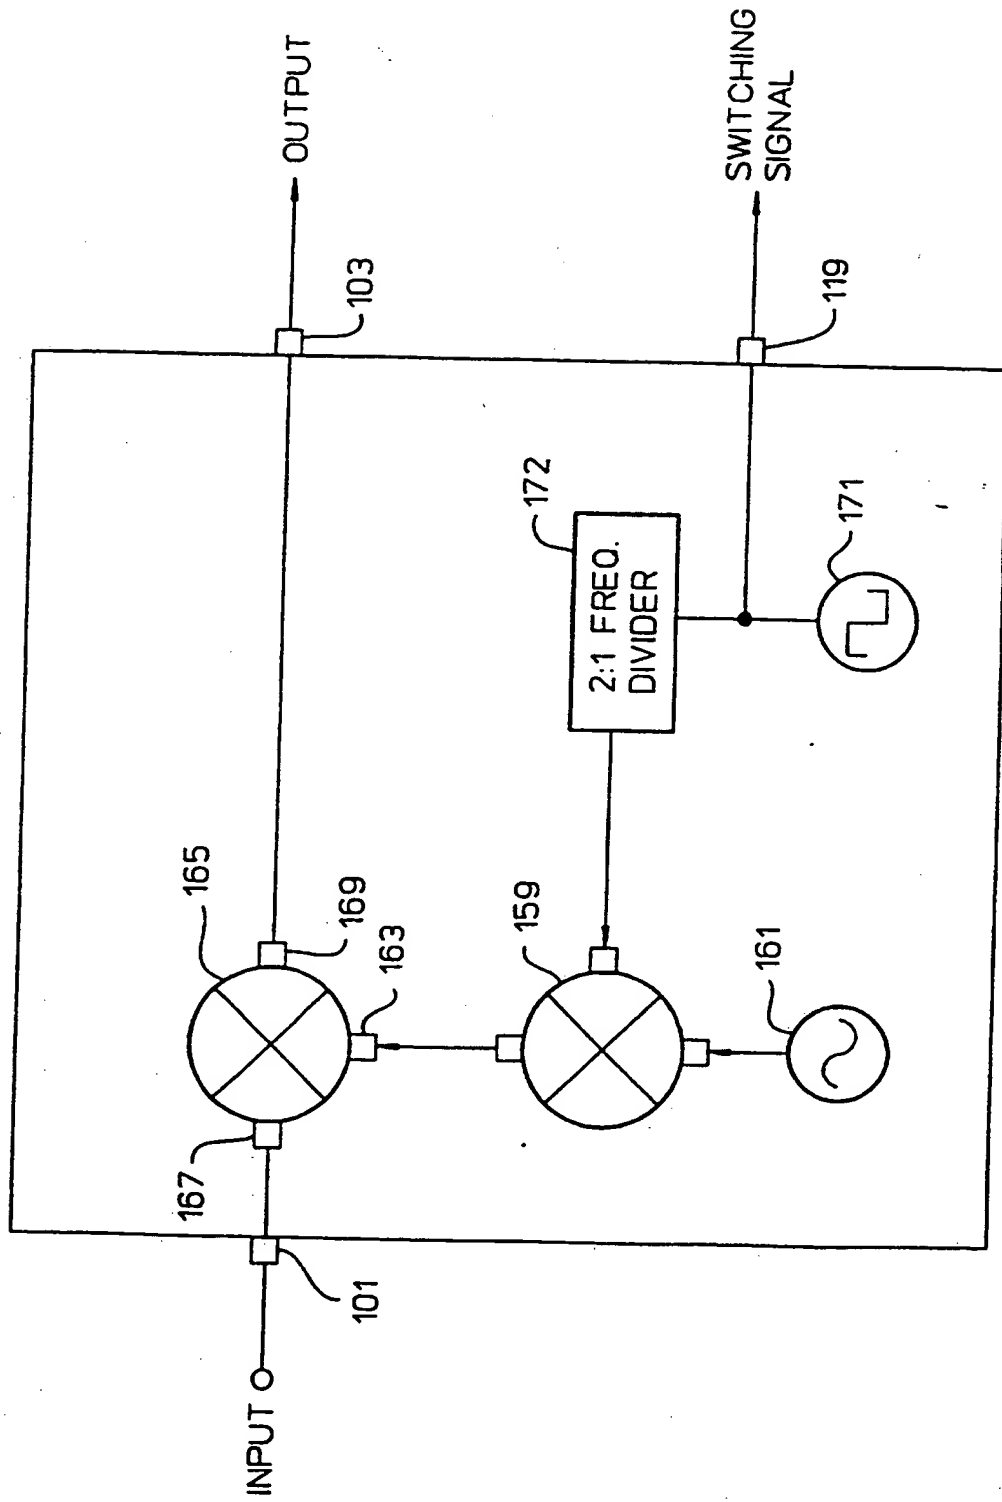 INPUT
101
167
165
169
163
103
OUTPUT
159
161
2:1 FREQ.
DIVIDER
172
171
119
SWITCHING
SIGNAL